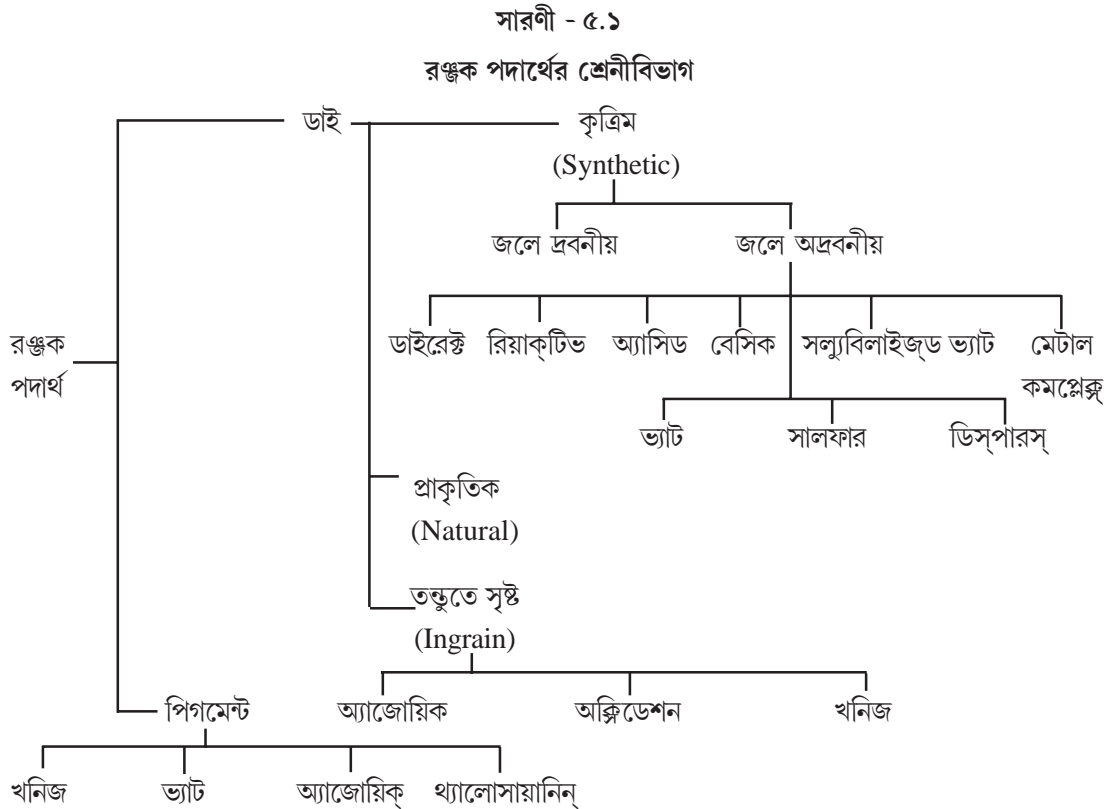 সারণী - ৫.১
রঞ্জক পদার্থের শ্রেনীবিভাগ
ডাই
কৃত্রিম
(Synthetic)
জলে দ্রবনীয়
জলে অদ্রবনীয়
রঞ্জক
পদার্থ
ডাইরেক্ট রিয়াক্‌টিভ অ্যাসিড বেসিক সল্যুবিলাইজ্‌ড ভ্যাট মেটাল
কমপ্লেক্স্
ভ্যাট সালফার ডিস্‌পারস্
প্রাকৃতিক
(Natural)
তন্তুতে সৃষ্ট
(Ingrain)
পিগমেন্ট
অ্যাজোয়িক অক্সিডেশন খনিজ
খনিজ ভ্যাট অ্যাজোয়িক্ থ্যালোসায়ানিন্